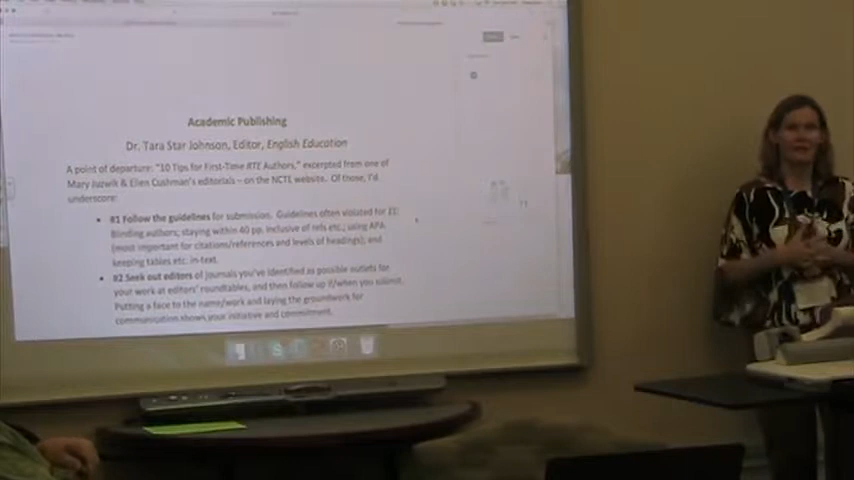 Academic Publishing
Dr. Tara Star Johnson, Editor, English Education
A point of departure: "10 Tips for First-Time RTE Authors," excerpted from one of
Mary Juzwik & Ellen Cushman's editorials – on the NCTE website. Of those, I'd
underscore:
• #1 Follow the guidelines for submission. Guidelines often violated for EE:
Blinding authors; staying within 40 pp. inclusive of refs etc.; using APA
(most important for citations/references and levels of headings); and
keeping tables etc. in-text.
• #2 Seek out editors of journals you've identified as possible outlets for
your work at editors' roundtables, and then follow up if/when you submit.
Putting a face to the name/work and laying the groundwork for
communication shows your initiative and commitment.